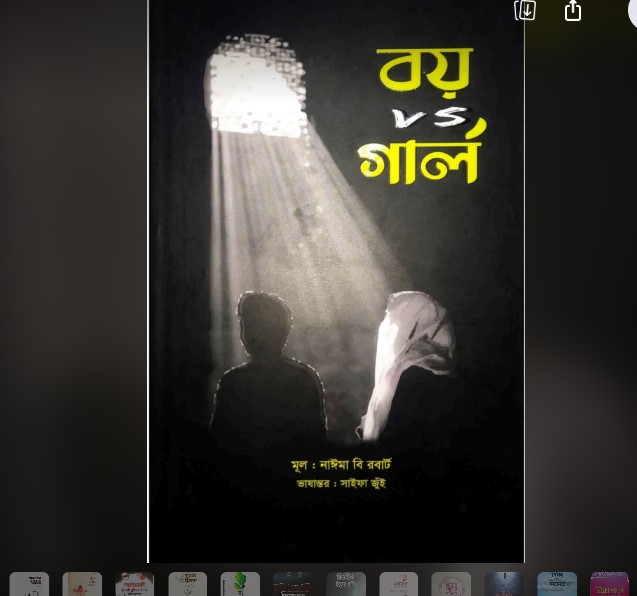 বয়
vs
গার্ল
মূল : নাঈমা বি রবার্ট
ভাষান্তর : সাইফা জুঁই